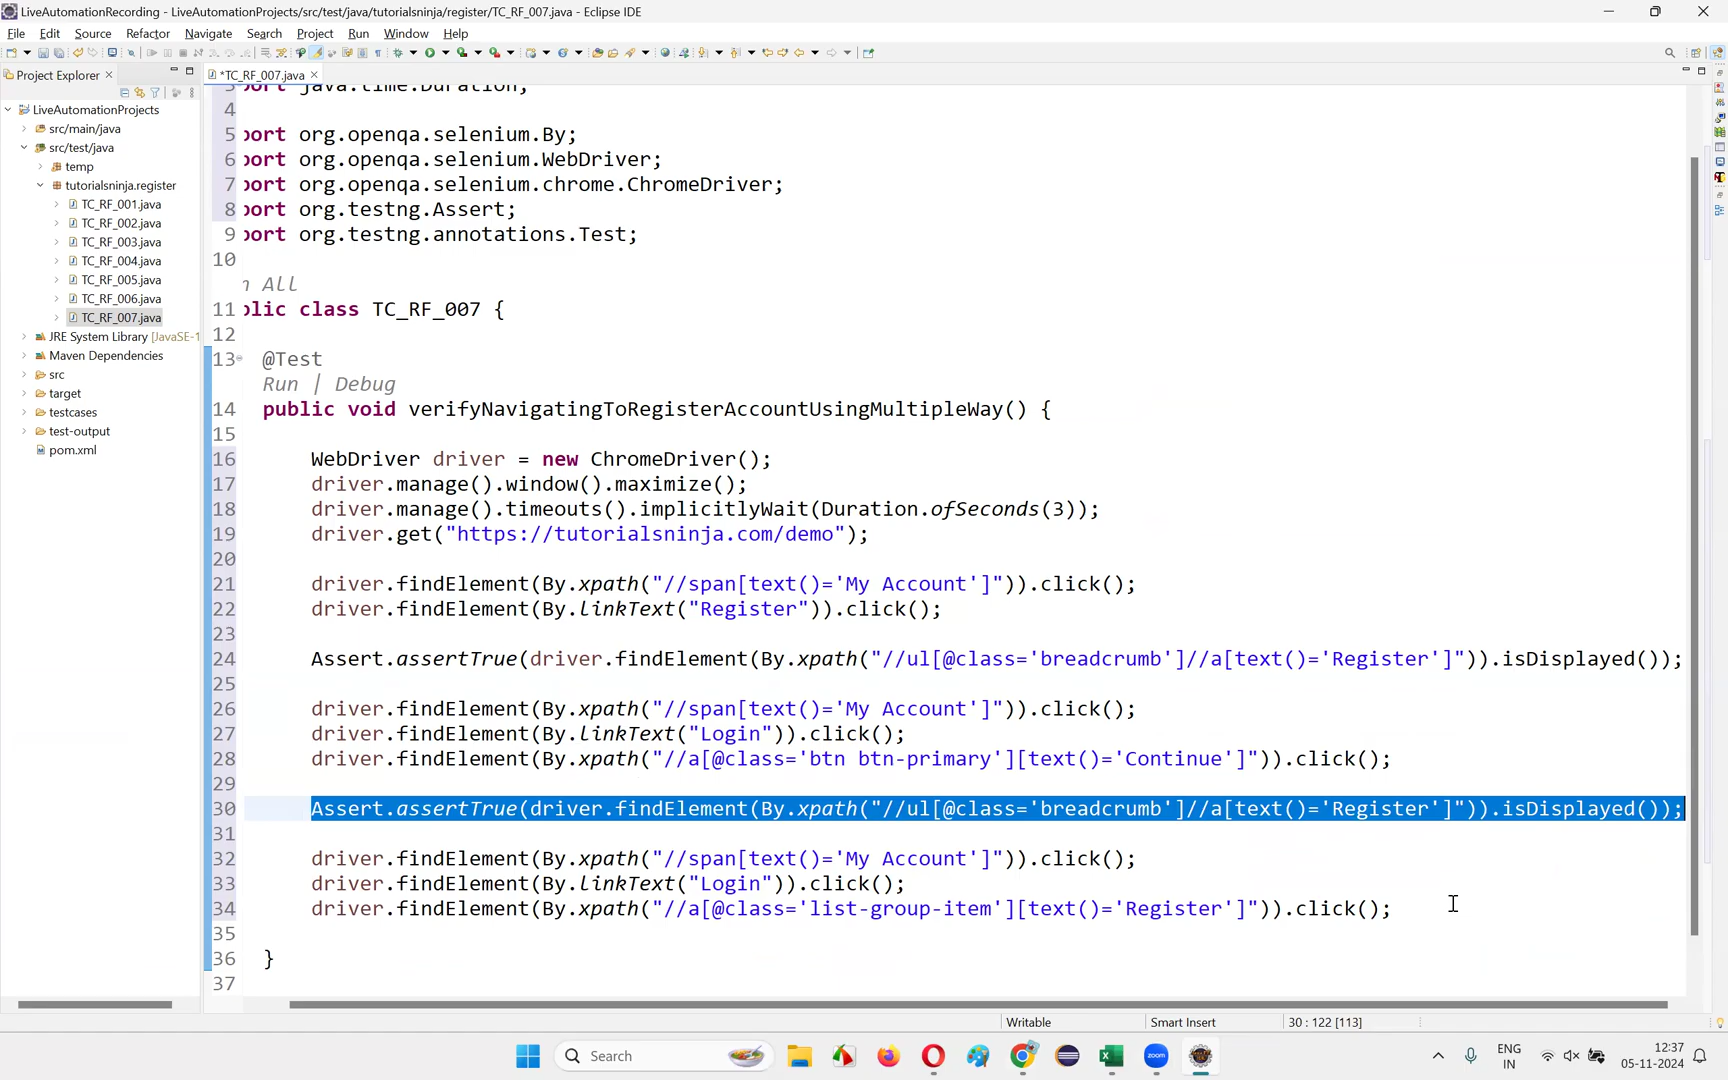 LiveAutomationRecording - LiveAutomationProjects/src/test/java/tutorialsninja/register/TC_RF_007.java - Eclipse IDE
File Edit Source Refactor Navigate Search Project Run Window Help
Project Explorer
*TC_RF_007.java
LiveAutomationProjects
src/main/java
src/test/java
temp
tutorialsninja.register
TC_RF_001.java
TC_RF_002.java
TC_RF_003.java
TC_RF_004.java
TC_RF_005.java
TC_RF_006.java
TC_RF_007.java
JRE System Library [JavaSE-1
Maven Dependencies
src
target
testcases
test-output
pom.xml
3 port java.time.Duration;
4
5 port org.openqa.selenium.By;
6 port org.openqa.selenium.WebDriver;
7 port org.openqa.selenium.chrome.ChromeDriver;
8 port org.testng.Assert;
9 port org.testng.annotations.Test;
10
n All
11 blic class TC_RF_007 {
12
13 @Test
Run | Debug
14 public void verifyNavigatingToRegisterAccountUsingMultipleWay() {
15
16 WebDriver driver = new ChromeDriver();
17 driver.manage().window().maximize();
18 driver.manage().timeouts().implicitlyWait(Duration.ofSeconds(3));
19 driver.get("https://tutorialsninja.com/demo");
20
21 driver.findElement(By.xpath("//span[text()='My Account']")).click();
22 driver.findElement(By.linkText("Register")).click();
23
24 Assert.assertTrue(driver.findElement(By.xpath("//ul[@class='breadcrumb']//a[text()='Register']")).isDisplayed());
25
26 driver.findElement(By.xpath("//span[text()='My Account']")).click();
27 driver.findElement(By.linkText("Login")).click();
28 driver.findElement(By.xpath("//a[@class='btn btn-primary'][text()='Continue']")).click();
29
30 Assert.assertTrue(driver.findElement(By.xpath("//ul[@class='breadcrumb']//a[text()='Register']")).isDisplayed());
31
32 driver.findElement(By.xpath("//span[text()='My Account']")).click();
33 driver.findElement(By.linkText("Login")).click();
34 driver.findElement(By.xpath("//a[@class='list-group-item'][text()='Register']")).click();
35
36 }
37
Writable Smart Insert 30 : 122 [113]
Search
zoom
ENG
IN
12:37
05-11-2024